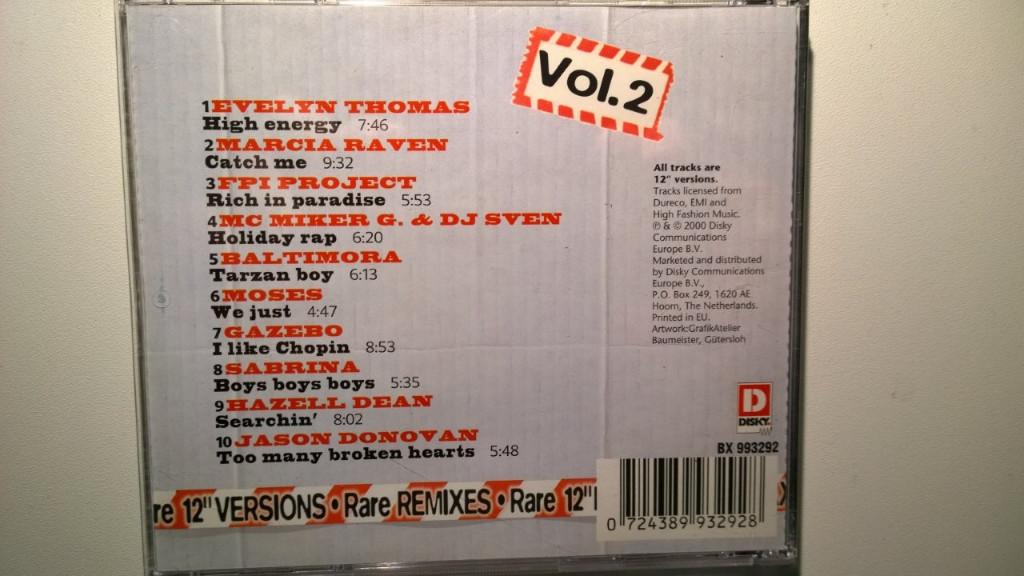 Vol.2
1 EVELYN THOMAS
High energy 7:46
2 MARCIA RAVEN
Catch me 9:32
3 FPI PROJECT
Rich in paradise 5:53
4 MC MIKER G. & DJ SVEN
Holiday rap 6:20
5 BALTIMORA
Tarzan boy 6:13
6 MOSES
We just 4:47
7 GAZEBO
I like Chopin 8:53
8 SABRINA
Boys boys boys 5:35
9 HAZELL DEAN
Searchin' 8:02
10 JASON DONOVAN
Too many broken hearts 5:48
All tracks are
12" versions.
Tracks licensed from
Dureco, EMI and
High Fashion Music.
℗ & © 2000 Disky
Communications
Europe B.V.
Marketed and distributed
by Disky Communications
Europe B.V.,
P.O. Box 249, 1620 AE
Hoorn, The Netherlands.
Printed in EU.
Artwork:GrafikAtelier
Baumeister, Gütersloh
D
DISKY
BX 993292
re 12" VERSIONS • Rare REMIXES • Rare 12"
0 724389 932928